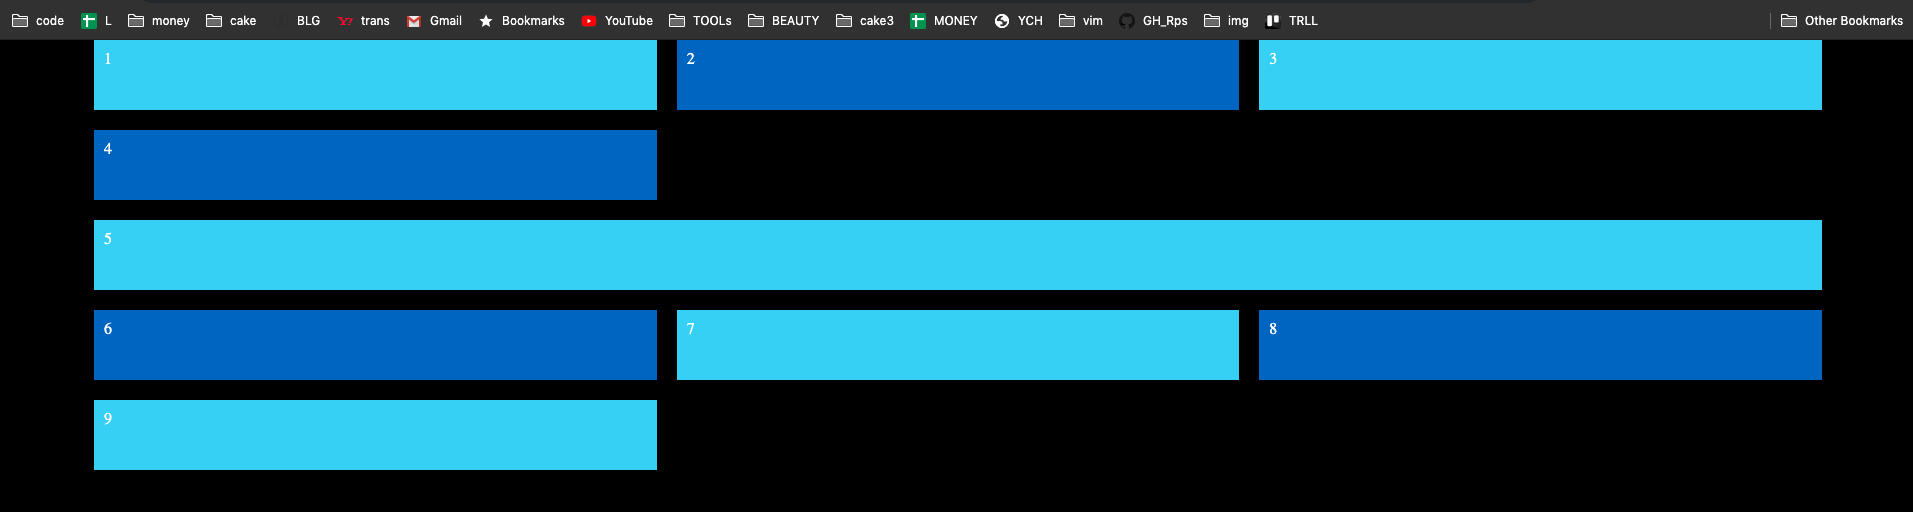 code L money cake BLG trans Gmail Bookmarks YouTube TOOLs BEAUTY cake3 MONEY YCH vim GH_Rps img TRLL Other Bookmarks
1 2 3
4
5
6 7 8
9